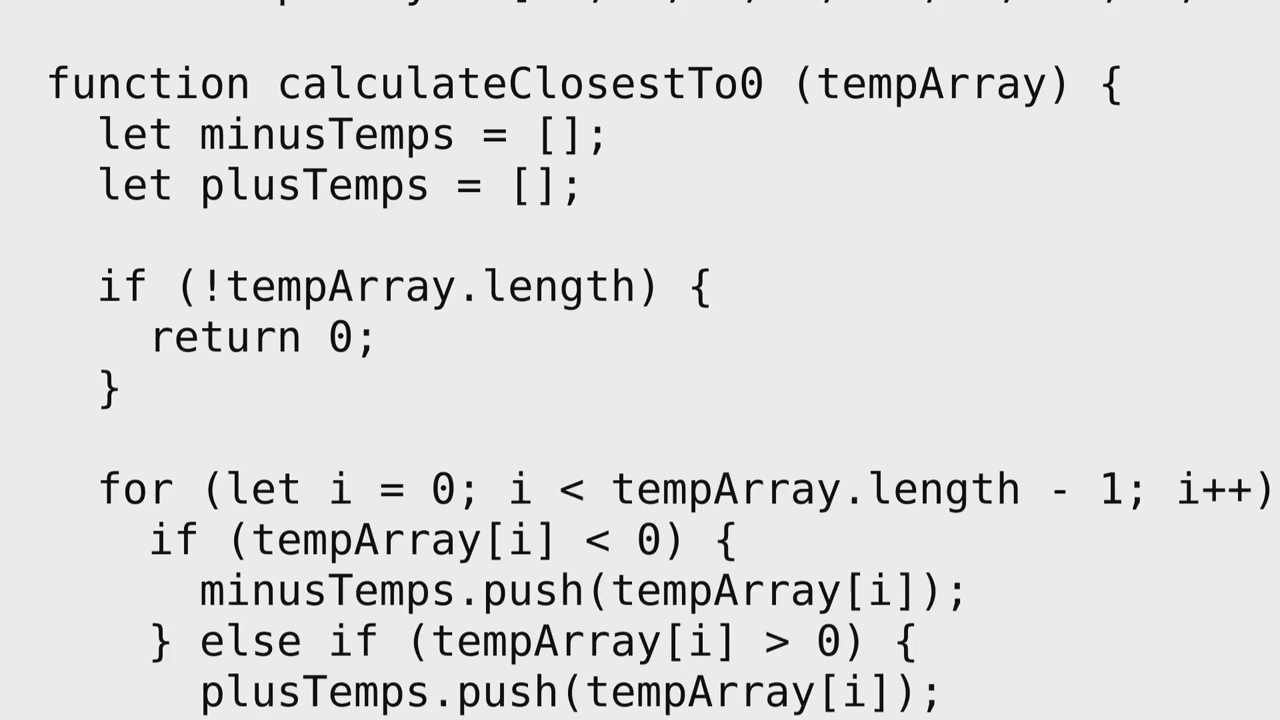 function calculateClosestTo0 (tempArray) {
let minusTemps = [];
let plusTemps = [];
if (!tempArray.length) {
return 0;
}
for (let i = 0; i < tempArray.length - 1; i++)
if (tempArray[i] < 0) {
minusTemps.push(tempArray[i]);
} else if (tempArray[i] > 0) {
plusTemps.push(tempArray[i]);